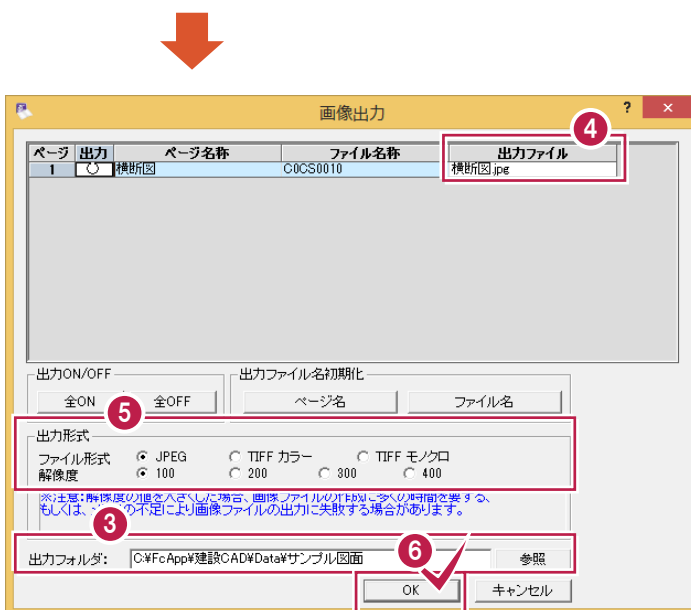 画像出力
? ×
4
ページ 出力 ページ名称 ファイル名称 出力ファイル
1 横断図 C0CS0010 横断図.jpg
出力ON/OFF 出力ファイル名初期化
全ON 全OFF ページ名 ファイル名
5
出力形式
ファイル形式 JPEG TIFF カラー TIFF モノクロ
解像度 100 200 300 400
※注意:解像度の値を大きくした場合、画像ファイルの作成に多くの時間を要する、
もしくは、の不足により画像ファイルの出力に失敗する場合があります。
3
出力フォルダ: C:¥FcApp¥建設CAD¥Data¥サンプル図面 参照
6
OK キャンセル